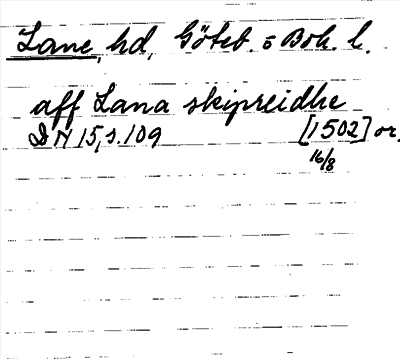 Lane, hd, Göteb. o Boh. l.
aff Lana skipreidhe
DN 15, s. 109 [1502] or.
16/8